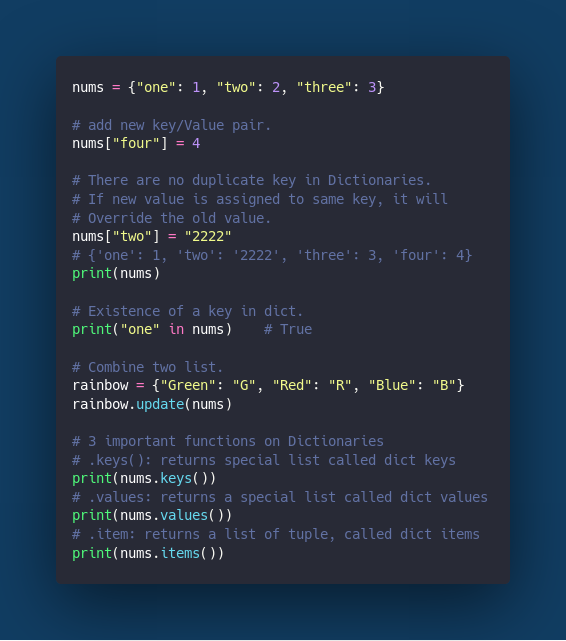 nums = {"one": 1, "two": 2, "three": 3}
# add new key/Value pair.
nums["four"] = 4
# There are no duplicate key in Dictionaries.
# If new value is assigned to same key, it will
# Override the old value.
nums["two"] = "2222"
# {'one': 1, 'two': '2222', 'three': 3, 'four': 4}
print(nums)
# Existence of a key in dict.
print("one" in nums)    # True
# Combine two list.
rainbow = {"Green": "G", "Red": "R", "Blue": "B"}
rainbow.update(nums)
# 3 important functions on Dictionaries
# .keys(): returns special list called dict keys
print(nums.keys())
# .values: returns a special list called dict values
print(nums.values())
# .item: returns a list of tuple, called dict items
print(nums.items())